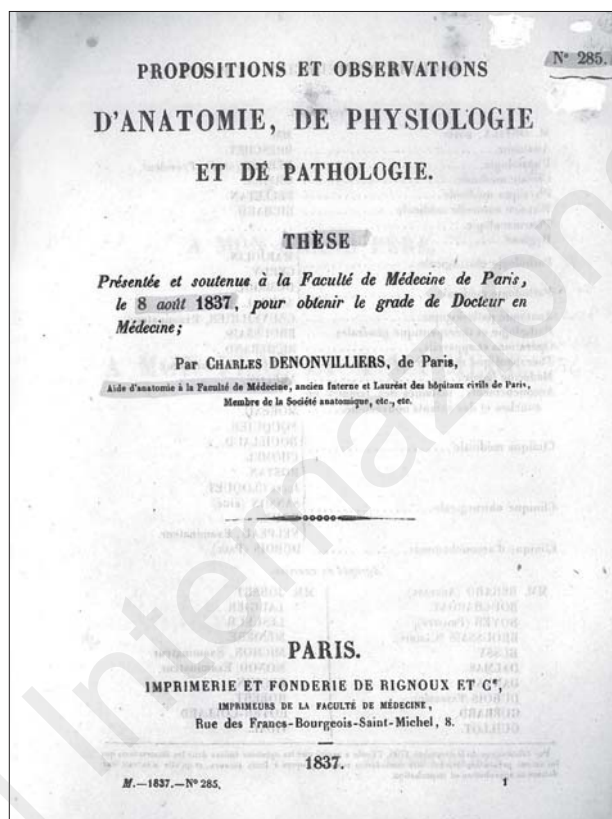 N° 285.
PROPOSITIONS ET OBSERVATIONS
D'ANATOMIE, DE PHYSIOLOGIE
ET DE PATHOLOGIE.
THÈSE
Présentée et soutenue à la Faculté de Médecine de Paris,
le 8 août 1837, pour obtenir le grade de Docteur en
Médecine;
Par CHARLES DENONVILLIERS, de Paris,
Aide d'anatomie à la Faculté de Médecine, ancien Interne et Lauréat des hôpitaux civils de Paris,
Membre de la Société anatomique, etc., etc.
PARIS.
IMPRIMERIE ET FONDERIE DE RIGNOUX ET Cᵉ,
IMPRIMEURS DE LA FACULTÉ DE MÉDECINE,
Rue des Francs-Bourgeois-Saint-Michel, 8.
1837.
M.—1837.—N° 285. 1